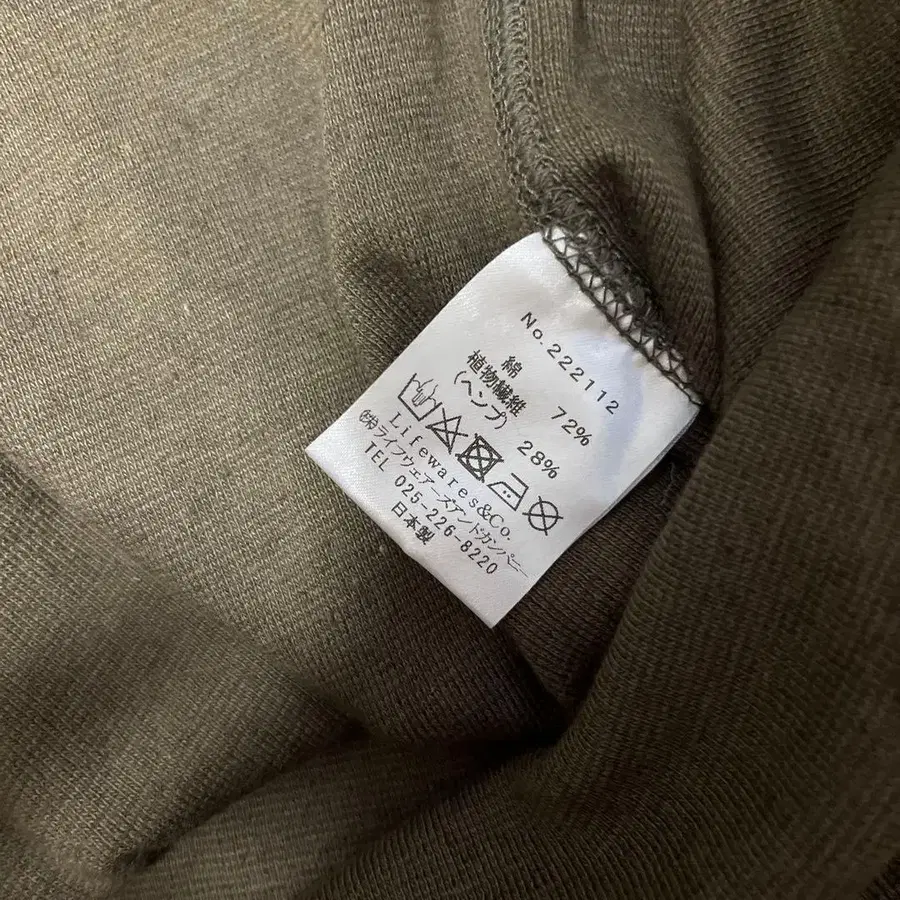 No.222112
綿 72%
植物繊維 28%
(ヘンプ)
Lifewares&Co.
㈱ライフウェアーズアンドカンパニー
TEL 025-226-8220
日本製